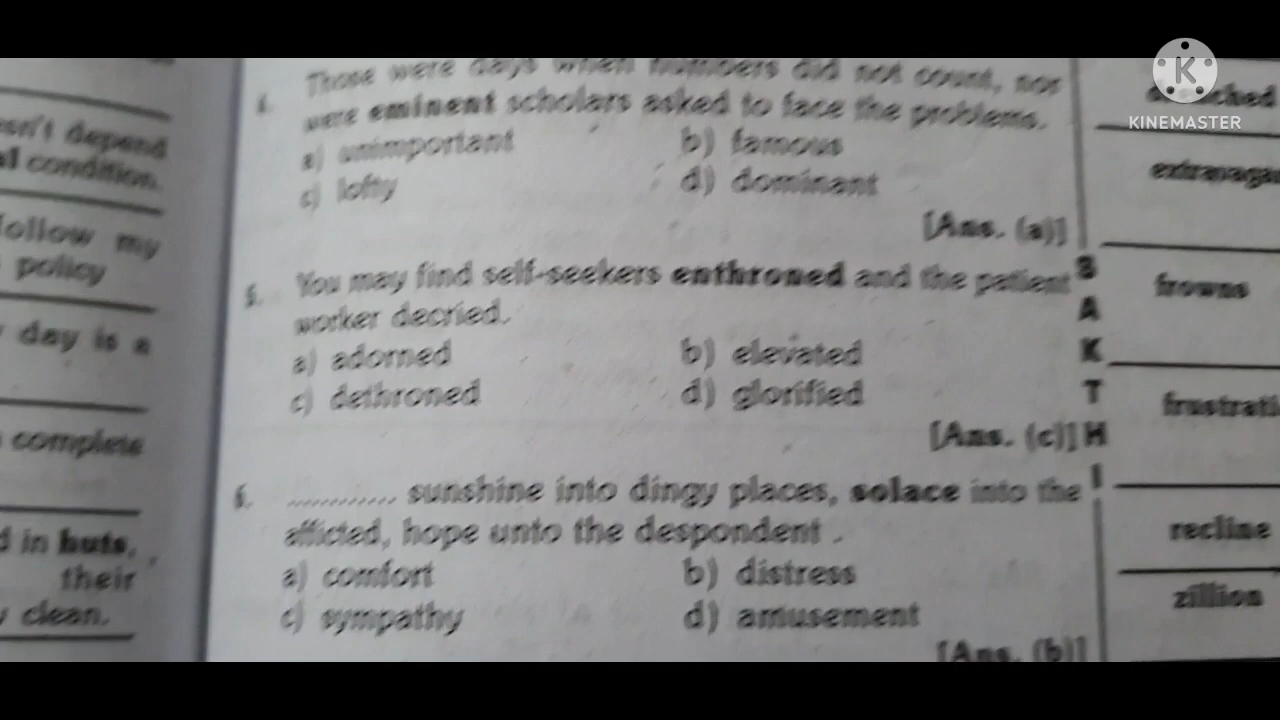 esn't depend
al condition.
follow my
policy
day is a
complete
d in huts,
their
clean.
4. Those were days when numbers did not count, nor
were eminent scholars asked to face the problems.
a) unimportant b) famous
c) lofty d) dominant
[Ans. (a)]
5. You may find self-seekers enthroned and the patient
worker decried.
a) adorned b) elevated
c) dethroned d) glorified
[Ans. (c)]
6. ............ sunshine into dingy places, solace into the
afflicted, hope unto the despondent .
a) comfort b) distress
c) sympathy d) amusement
[Ans. (b)]
SAKTHI
extravaga
frowns
frustrati
recline
zillion
KINEMASTER